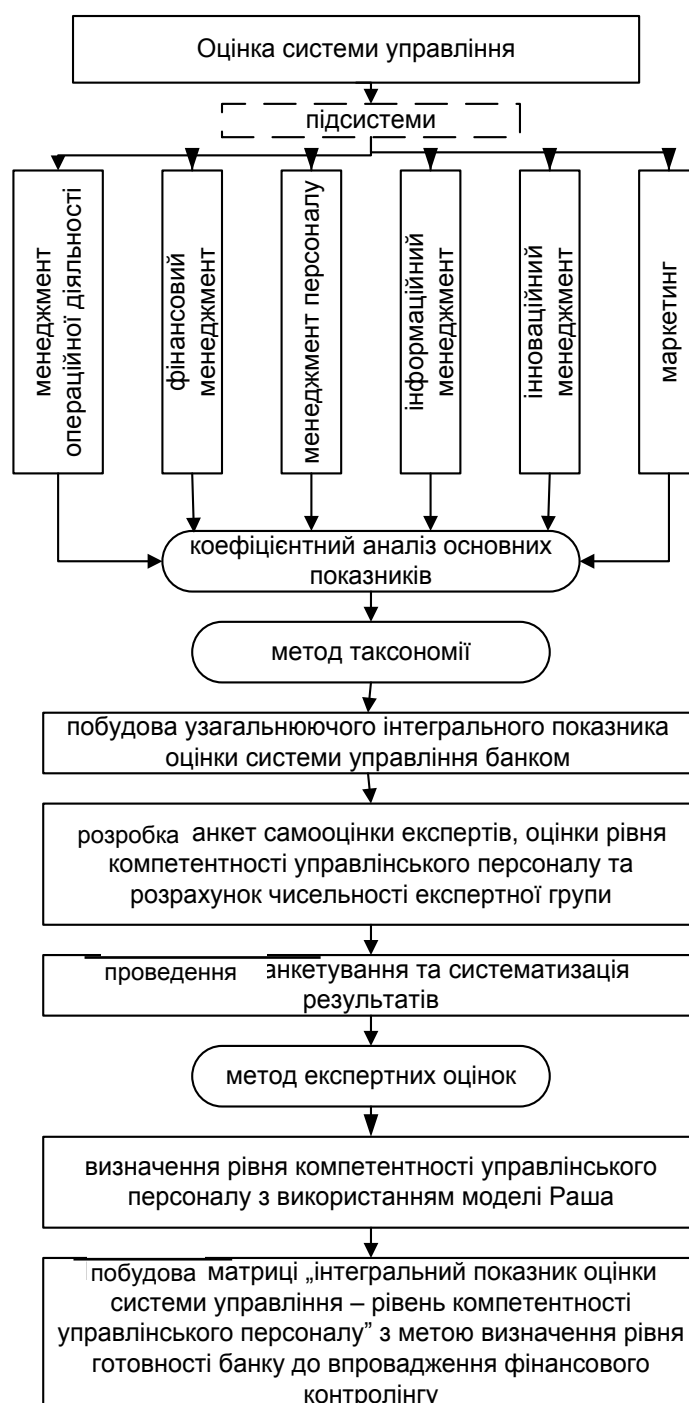 Оцінка системи управління
підсистеми
менеджмент
операційної діяльності
фінансовий
менеджмент
менеджмент персоналу
інформаційний
менеджмент
інноваційний
менеджмент
маркетинг
коефіцієнтний аналіз основних
показників
метод таксономії
побудова узагальнюючого інтегрального показника
оцінки системи управління банком
розробка анкет самооцінки експертів, оцінки рівня
компетентності управлінського персоналу та
розрахунок чисельності експертної групи
проведення анкетування та систематизація
результатів
метод експертних оцінок
визначення рівня компетентності управлінського
персоналу з використанням моделі Раша
побудова матриці „інтегральний показник оцінки
системи управління – рівень компетентності
управлінського персоналу” з метою визначення рівня
готовності банку до впровадження фінансового
контролінгу